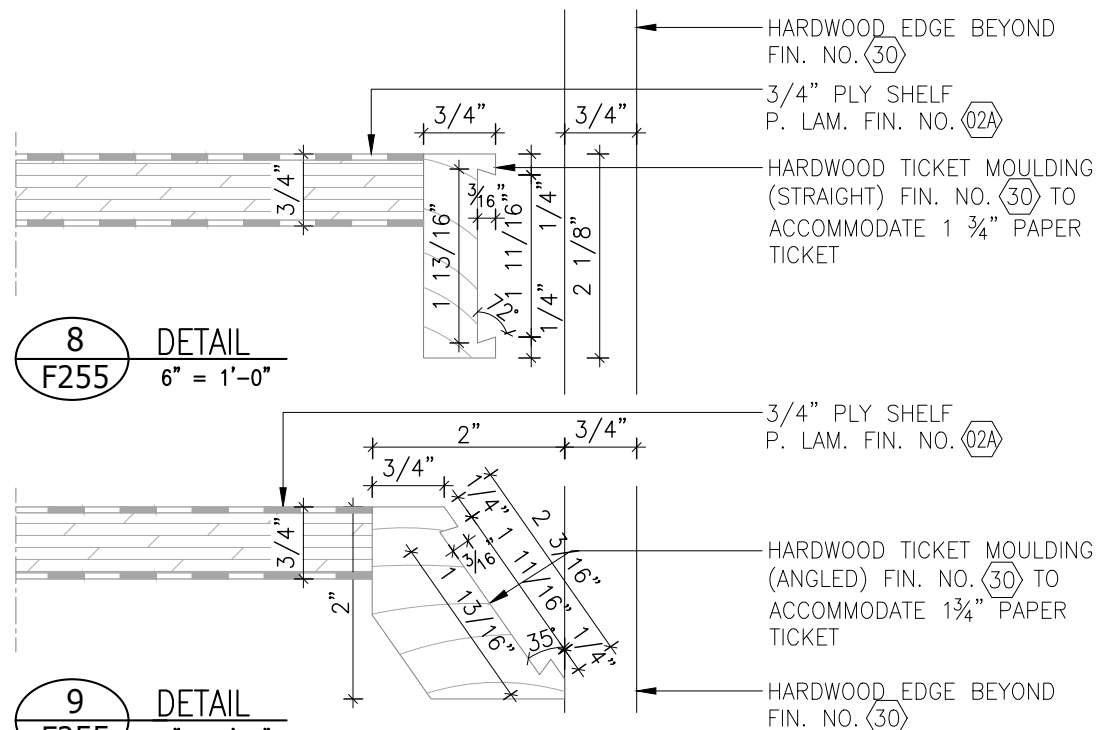 HARDWOOD EDGE BEYOND
FIN. NO. 30
3/4” PLY SHELF
P. LAM. FIN. NO. 02A
HARDWOOD TICKET MOULDING
(STRAIGHT) FIN. NO. 30 TO
ACCOMMODATE 1 3/4” PAPER
TICKET
3/4”
3/4”
3/4”
3/16”
1 13/16”
1/4”
1 11/16”
1/4”
2 1/8”
72°
8
F255
DETAIL
6” = 1’-0”
3/4” PLY SHELF
P. LAM. FIN. NO. 02A
2”
3/4”
3/4”
3/4”
2”
1/4”
1 11/16”
1/4”
2 3/16”
3/16”
1 13/16”
35°
HARDWOOD TICKET MOULDING
(ANGLED) FIN. NO. 30 TO
ACCOMMODATE 1 3/4” PAPER
TICKET
HARDWOOD EDGE BEYOND
FIN. NO. 30
9
DETAIL